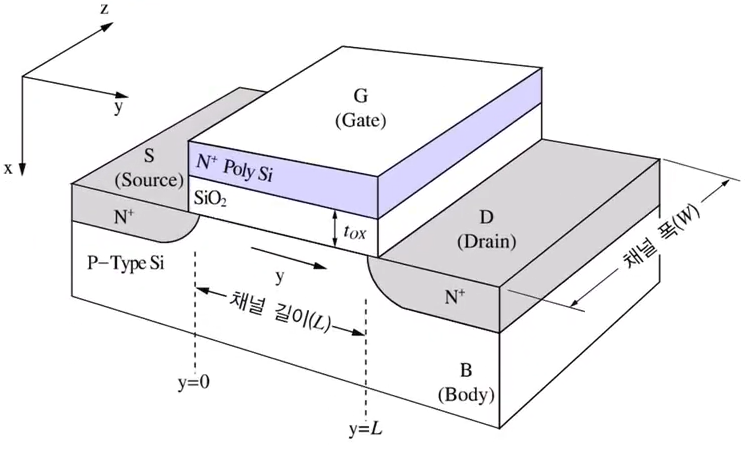 z
y
x
G
(Gate)
S
(Source)
N⁺ Poly Si
SiO₂
N⁺
t_OX
D
(Drain)
채널 폭(W)
P-Type Si
y
N⁺
채널 길이(L)
B
(Body)
y=0
y=L